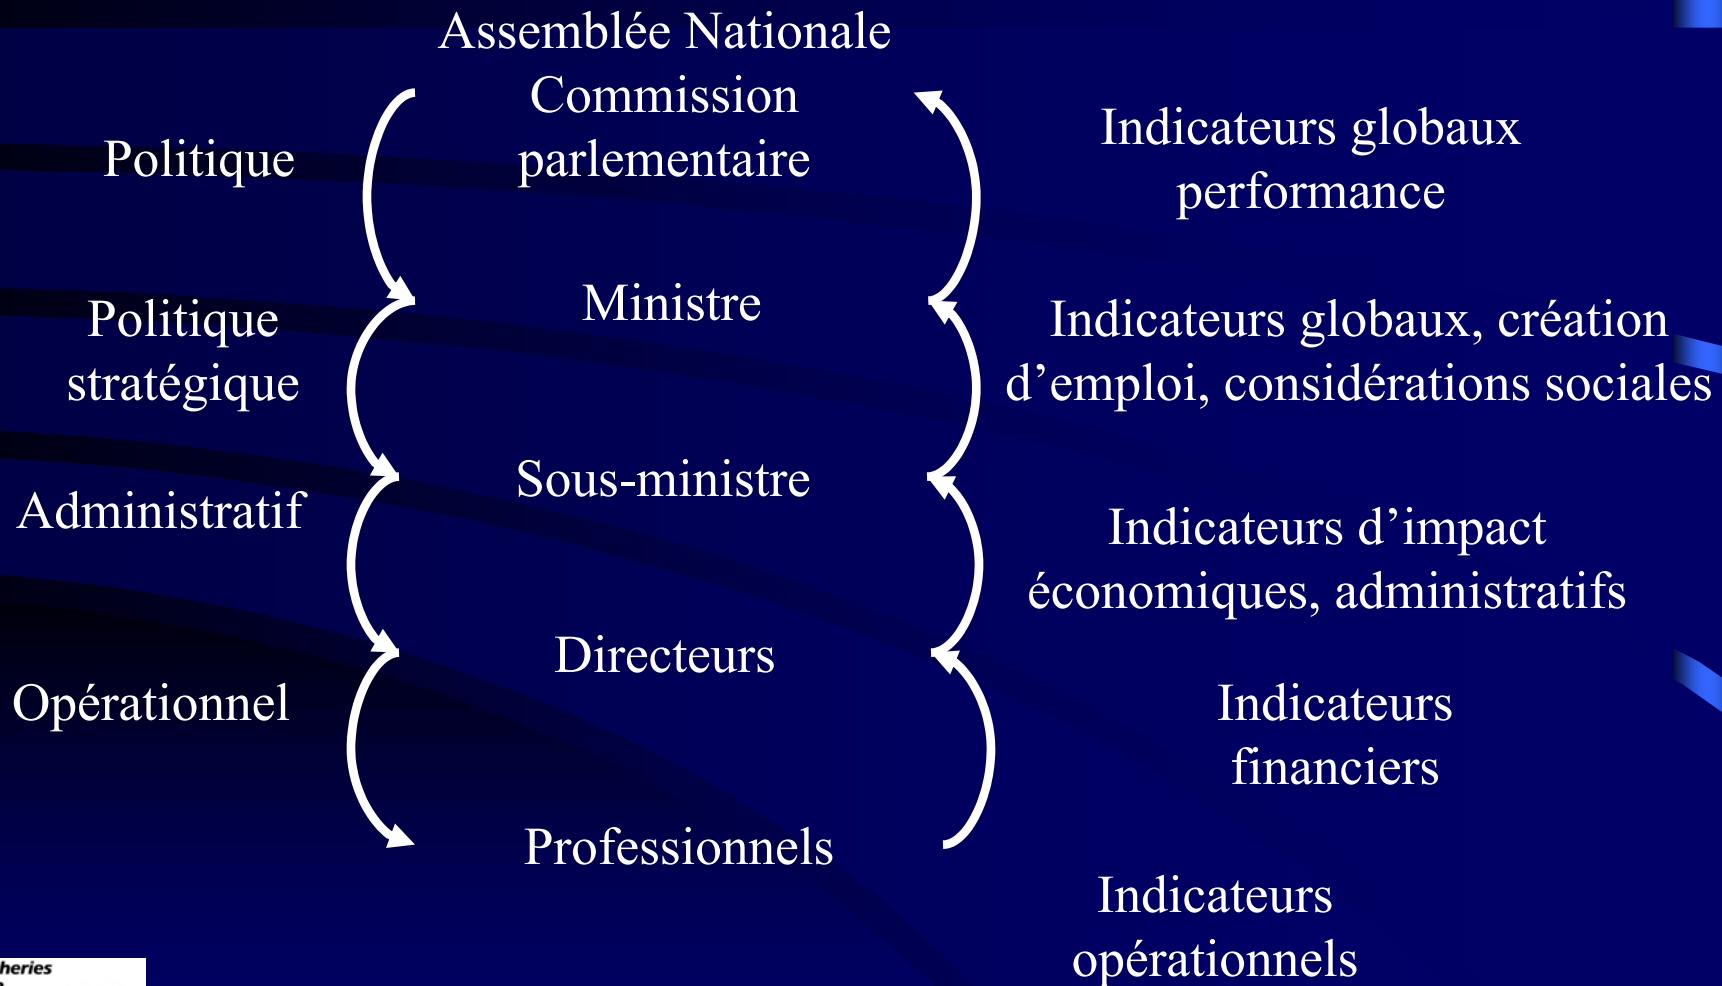 Assemblée Nationale
Commission
parlementaire
Politique
Indicateurs globaux
performance
Ministre
Politique
stratégique
Indicateurs globaux, création
d’emploi, considérations sociales
Sous-ministre
Administratif
Indicateurs d’impact
économiques, administratifs
Directeurs
Opérationnel
Indicateurs
financiers
Professionnels
Indicateurs
opérationnels